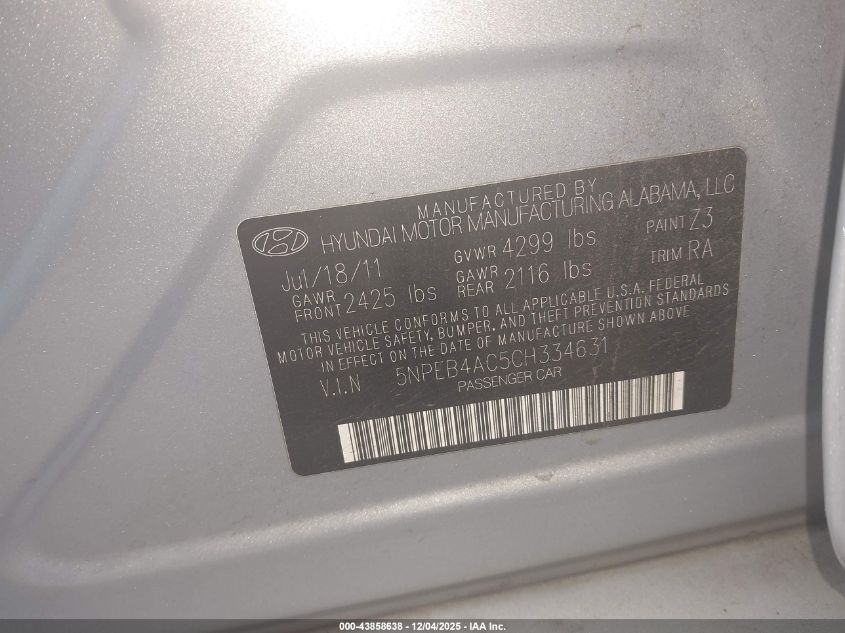 MANUFACTURED BY
HYUNDAI MOTOR MANUFACTURING ALABAMA, LLC
Jul/18/11 GVWR 4299 lbs PAINT Z3
GAWR FRONT 2425 lbs GAWR REAR 2116 lbs TRIM RA
THIS VEHICLE CONFORMS TO ALL APPLICABLE U.S.A. FEDERAL
MOTOR VEHICLE SAFETY, BUMPER, AND THEFT PREVENTION STANDARDS
IN EFFECT ON THE DATE OF MANUFACTURE SHOWN ABOVE
V.I.N 5NPEB4AC5CH334631
PASSENGER CAR
000-43858638 - 12/04/2025 - IAA Inc.